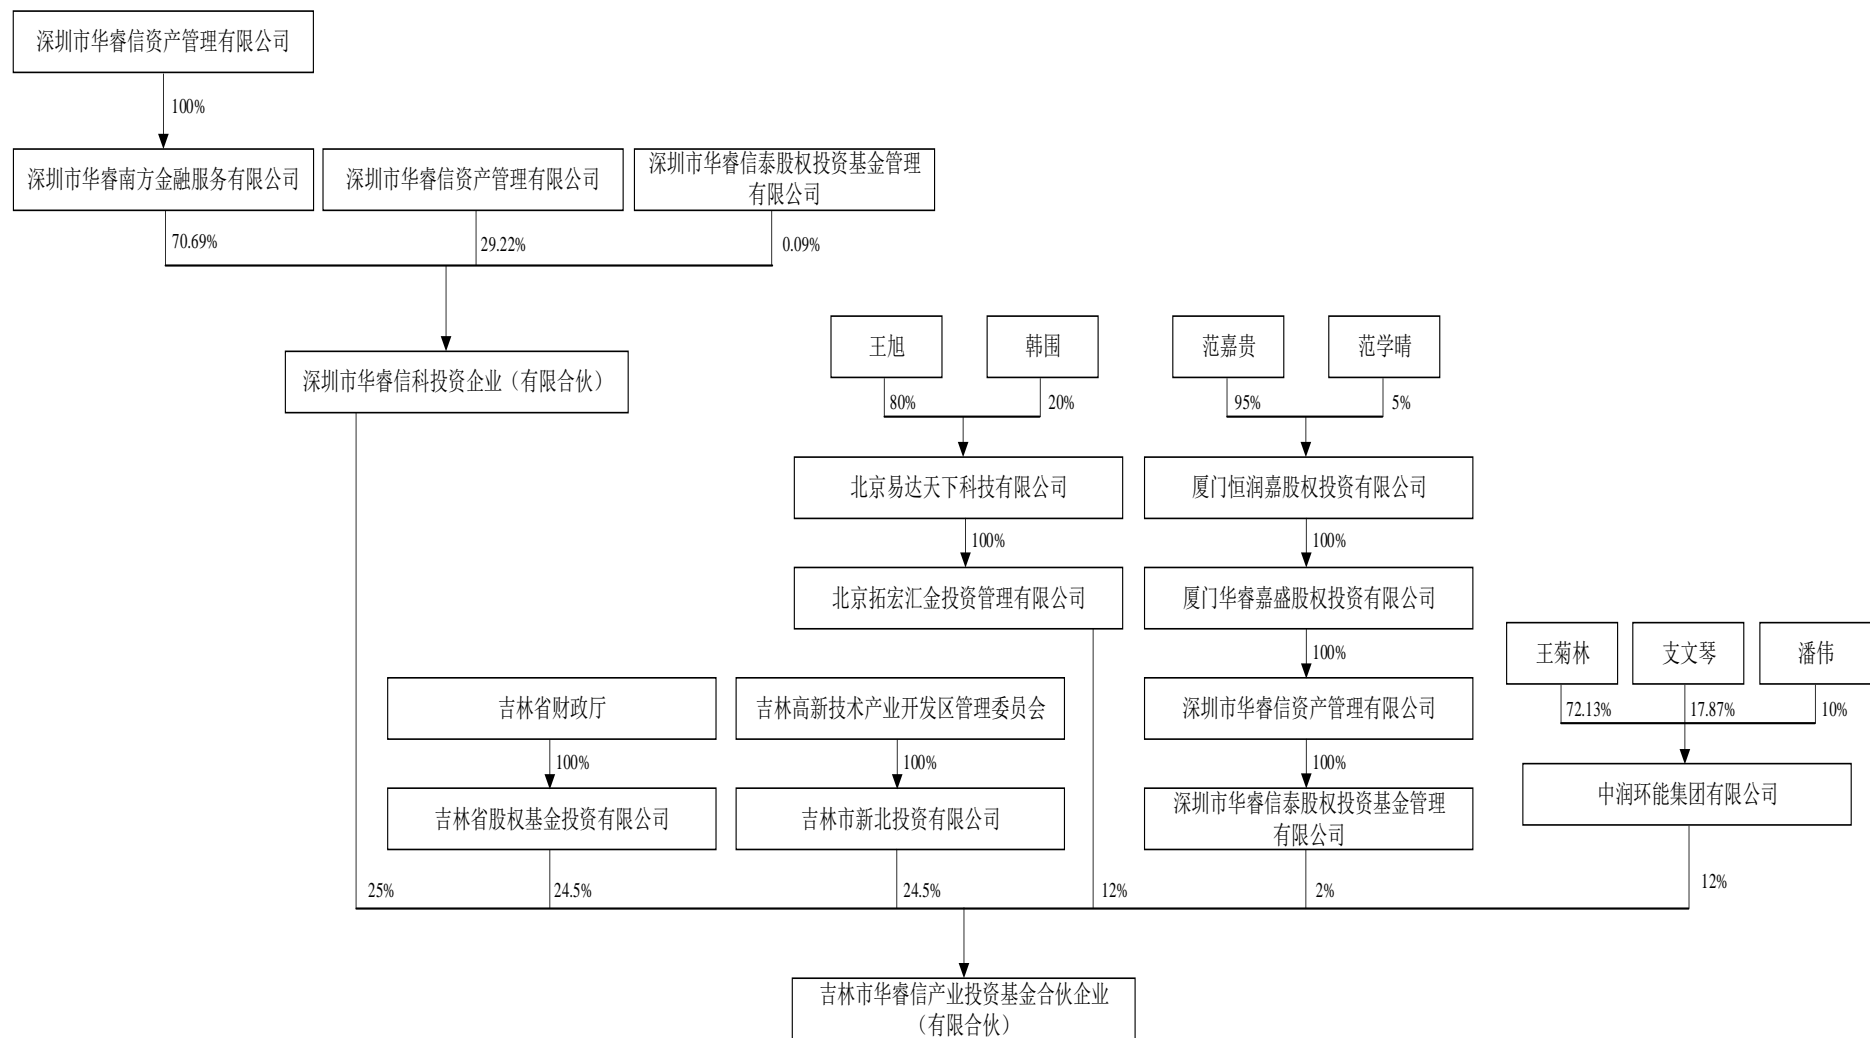 深圳市华睿信资产管理有限公司
100%
深圳市华睿南方金融服务有限公司
深圳市华睿信资产管理有限公司
深圳市华睿信泰股权投资基金管理
有限公司
70.69%
29.22%
0.09%
王旭
韩围
范嘉贵
范学晴
深圳市华睿信科投资企业（有限合伙）
80%
20%
95%
5%
北京易达天下科技有限公司
厦门恒润嘉股权投资有限公司
100%
100%
北京拓宏汇金投资管理有限公司
厦门华睿嘉盛股权投资有限公司
王菊林
支文琴
潘伟
100%
吉林省财政厅
吉林高新技术产业开发区管理委员会
深圳市华睿信资产管理有限公司
72.13%
17.87%
10%
100%
100%
100%
中润环能集团有限公司
吉林省股权基金投资有限公司
吉林市新北投资有限公司
深圳市华睿信泰股权投资基金管理
有限公司
25%
24.5%
24.5%
12%
2%
12%
吉林市华睿信产业投资基金合伙企业
（有限合伙）